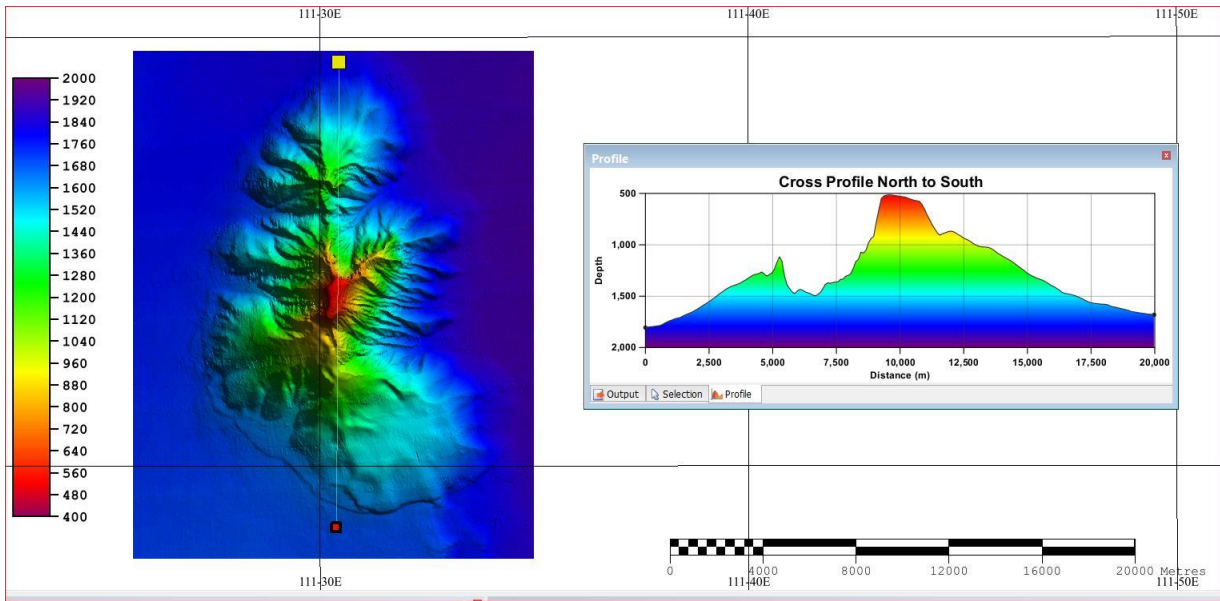 111-30E 111-40E 111-50E
2000
1920
1840
1760
1680
1600
1520
1440
1360
1280
1200
1120
1040
960
880
800
720
640
560
480
400
Profile
Cross Profile North to South
500
1,000
1,500
2,000
Depth
0 2,500 5,000 7,500 10,000 12,500 15,000 17,500 20,000
Distance (m)
Output Selection Profile
0 4000 8000 12000 16000 20000 Metres
111-30E 111-40E 111-50E